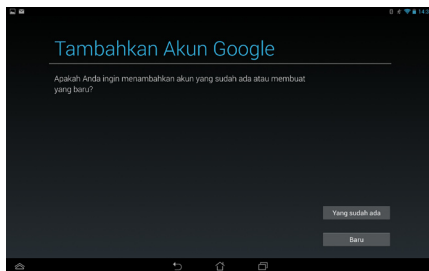 Tambahkan Akun Google
Apakah Anda ingin menambahkan akun yang sudah ada atau membuat
yang baru?
Yang sudah ada
Baru